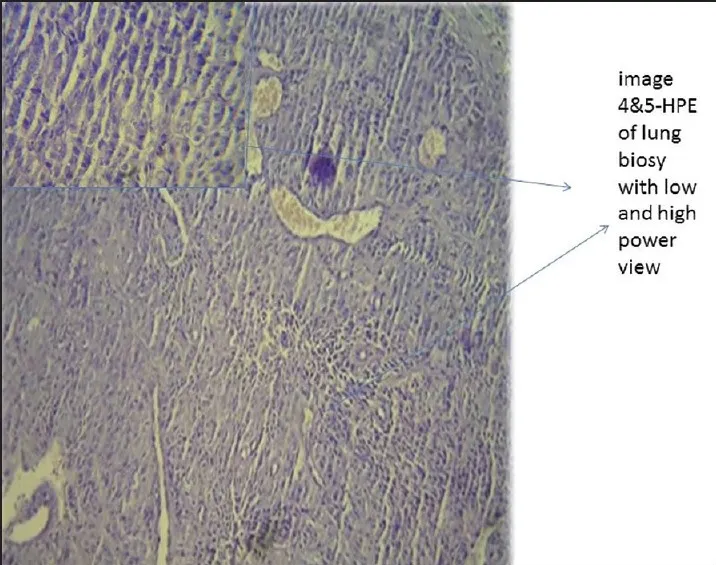 image
4&5-HPE
of lung
biosy
with low
and high
power
view